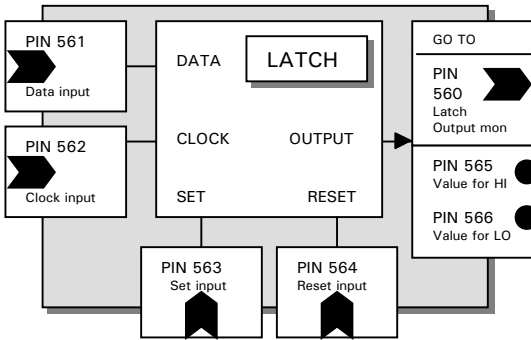 PIN 561
Data input
PIN 562
Clock input
DATA
LATCH
CLOCK
OUTPUT
SET
RESET
PIN 563
Set input
PIN 564
Reset input
GO TO
PIN
560
Latch
Output mon
PIN 565
Value for HI
PIN 566
Value for LO